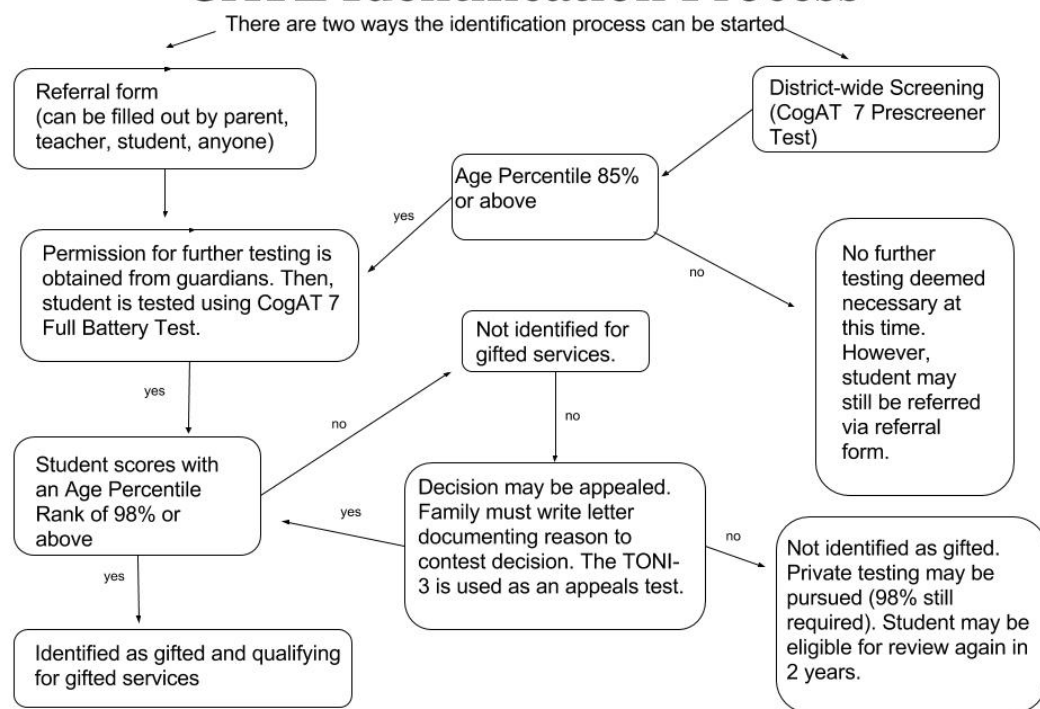 There are two ways the identification process can be started
Referral form
(can be filled out by parent,
teacher, student, anyone)
District-wide Screening
(CogAT 7 Prescreener
Test)
Age Percentile 85%
or above
yes
no
Permission for further testing is
obtained from guardians. Then,
student is tested using CogAT 7
Full Battery Test.
No further
testing deemed
necessary at
this time.
However,
student may
still be referred
via referral
form.
Not identified for
gifted services.
yes
no
no
Student scores with
an Age Percentile
Rank of 98% or
above
Decision may be appealed.
Family must write letter
documenting reason to
contest decision. The TONI-
3 is used as an appeals test.
yes
no
Not identified as gifted.
Private testing may be
pursued (98% still
required). Student may be
eligible for review again in
2 years.
yes
Identified as gifted and qualifying
for gifted services